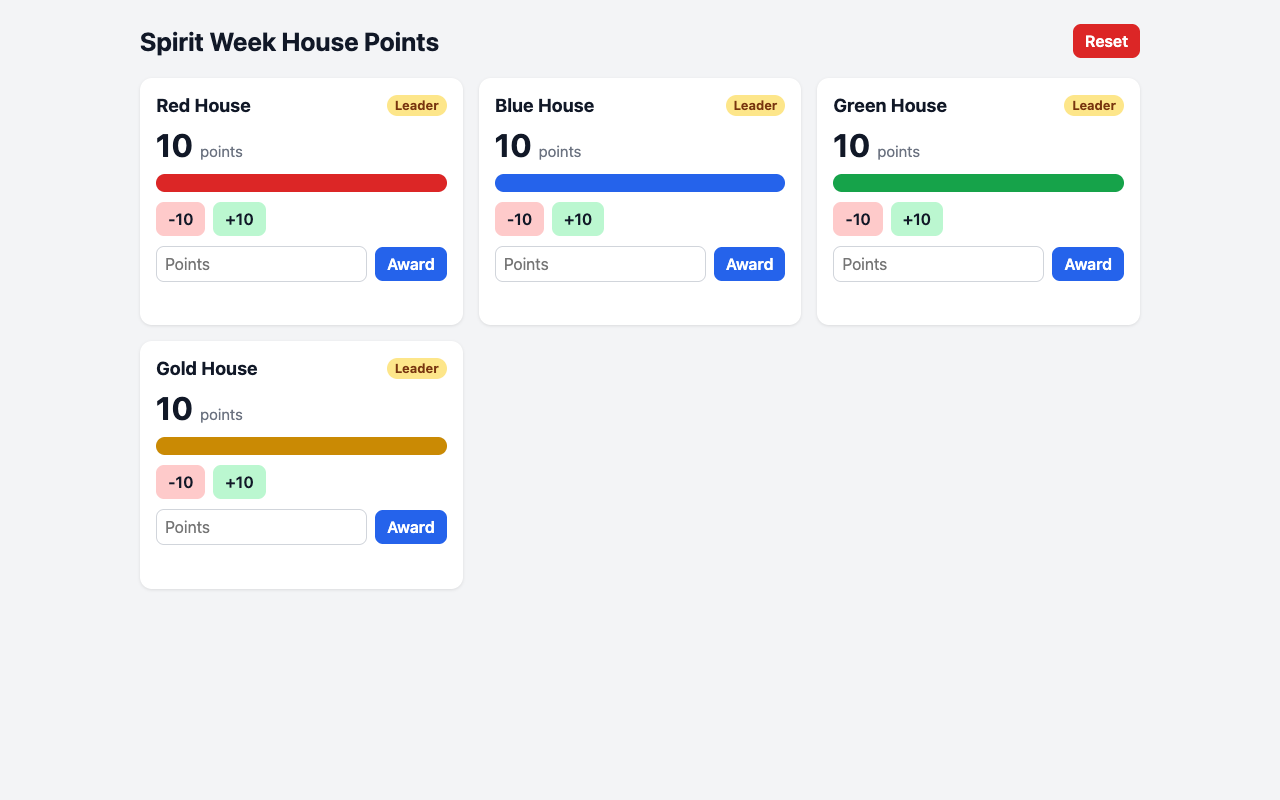 Spirit Week House Points Reset
Red House Leader
10 points
-10 +10
Points Award
Blue House Leader
10 points
-10 +10
Points Award
Green House Leader
10 points
-10 +10
Points Award
Gold House Leader
10 points
-10 +10
Points Award